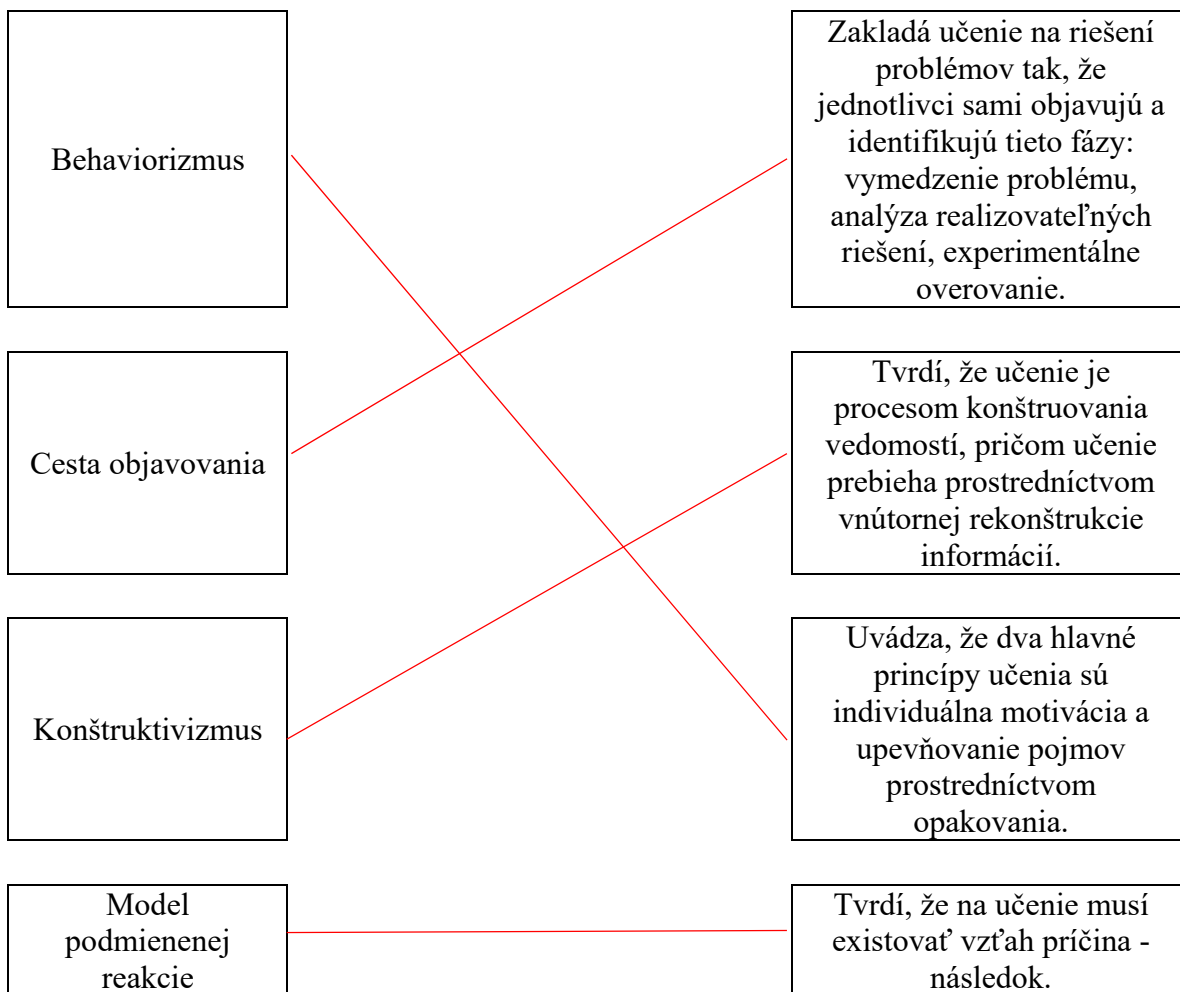 Behaviorizmus
Zakladá učenie na riešení
problémov tak, že
jednotlivci sami objavujú a
identifikujú tieto fázy:
vymedzenie problému,
analýza realizovateľných
riešení, experimentálne
overovanie.
Cesta objavovania
Tvrdí, že učenie je
procesom konštruovania
vedomostí, pričom učenie
prebieha prostredníctvom
vnútornej rekonštrukcie
informácií.
Konštruktivizmus
Uvádza, že dva hlavné
princípy učenia sú
individuálna motivácia a
upevňovanie pojmov
prostredníctvom
opakovania.
Model
podmienenej
reakcie
Tvrdí, že na učenie musí
existovať vzťah príčina -
následok.